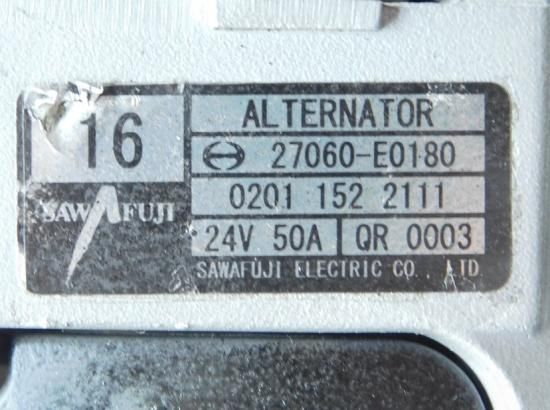 16
ALTERNATOR
27060-E0180
0201 152 2111
SAWAFUJI
24V 50A QR 0003
SAWAFUJI ELECTRIC CO., LTD